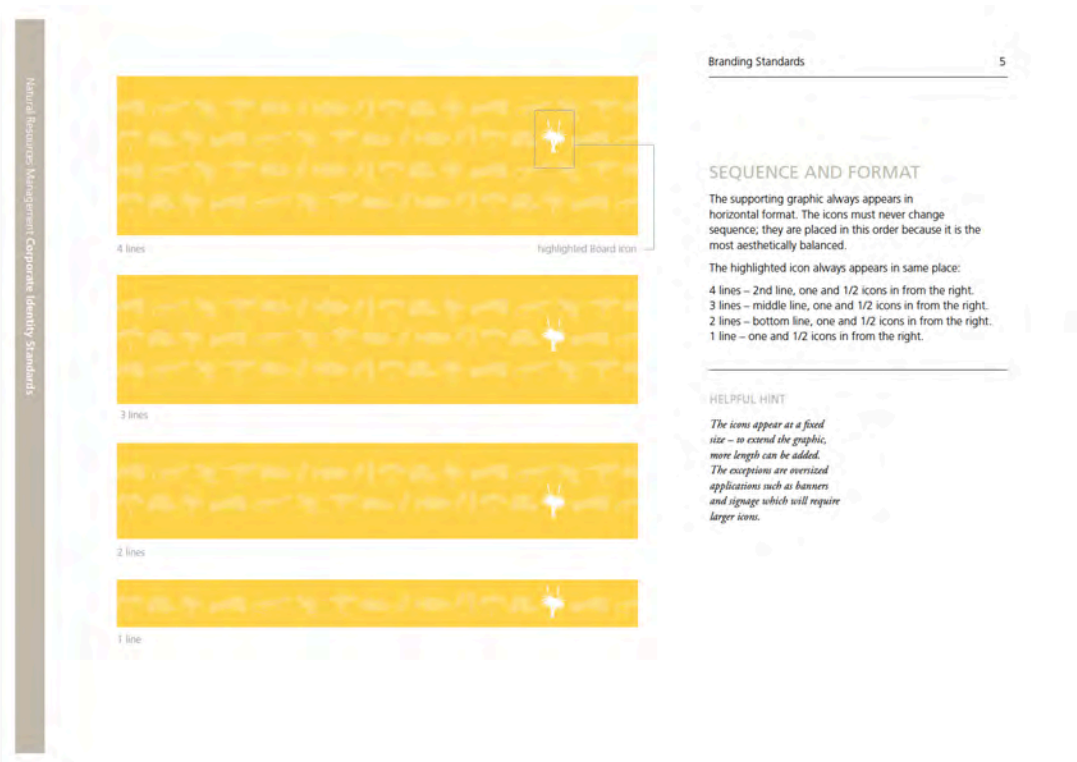 Natural Resources Management Corporate Identity Standards
Branding Standards 5
4 lines
highlighted Board icon
3 lines
2 lines
1 line
SEQUENCE AND FORMAT
The supporting graphic always appears in
horizontal format. The icons must never change
sequence; they are placed in this order because it is the
most aesthetically balanced.
The highlighted icon always appears in same place:
4 lines – 2nd line, one and 1/2 icons in from the right.
3 lines – middle line, one and 1/2 icons in from the right.
2 lines – bottom line, one and 1/2 icons in from the right.
1 line – one and 1/2 icons in from the right.
HELPFUL HINT
The icons appear at a fixed
size – to extend the graphic,
more length can be added.
The exceptions are oversized
applications such as banners
and signage which will require
larger icons.